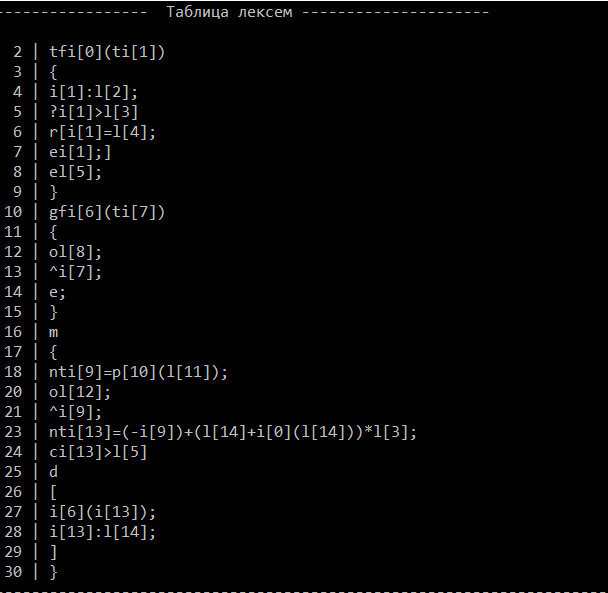 ----------------- Таблица лексем ---------------------
2 | tfi[0](ti[1])
3 | {
4 | i[1]:l[2];
5 | ?i[1]>l[3]
6 | r[i[1]=l[4];
7 | ei[1];]
8 | el[5];
9 | }
10 | gfi[6](ti[7])
11 | {
12 | ol[8];
13 | ^i[7];
14 | e;
15 | }
16 | m
17 | {
18 | nti[9]=p[10](l[11]);
20 | ol[12];
21 | ^i[9];
23 | nti[13]=(-i[9])+(l[14]+i[0](l[14]))*l[3];
24 | ci[13]>l[5]
25 | d
26 | [
27 | i[6](i[13]);
28 | i[13]:l[14];
29 | ]
30 | }
--------------------------------------------------------------------